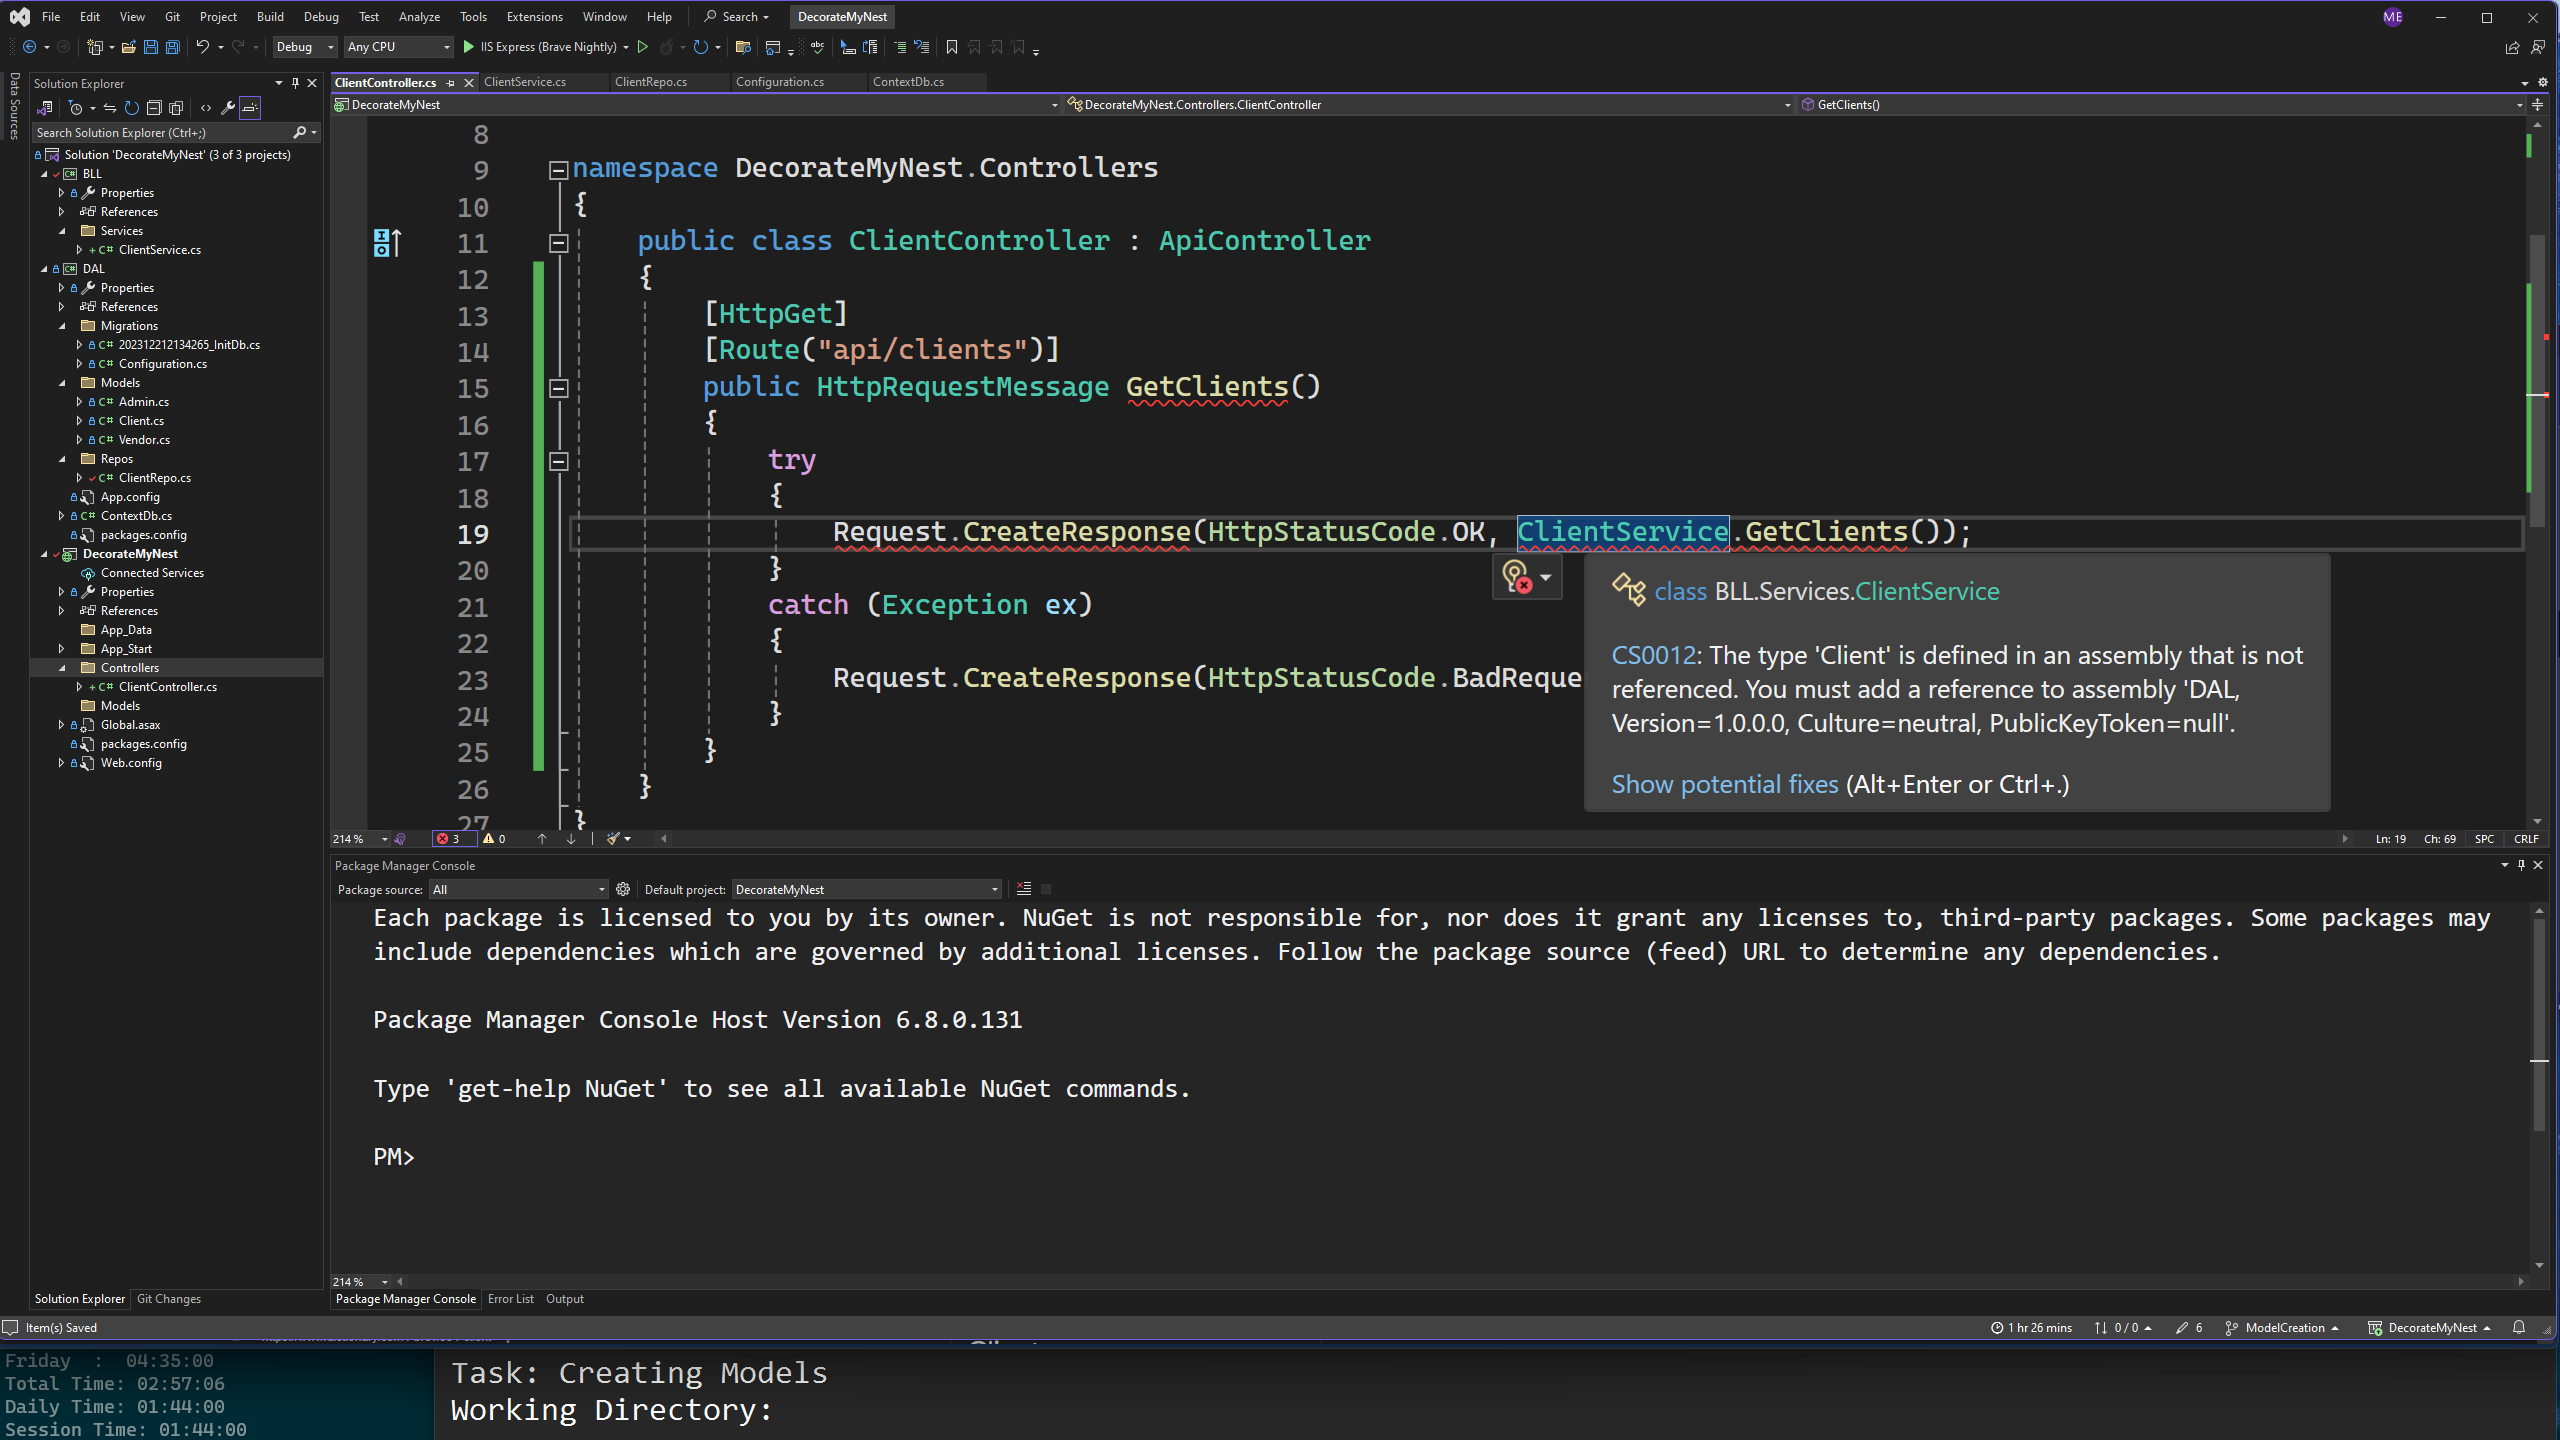 File Edit View Git Project Build Debug Test Analyze Tools Extensions Window Help Search DecorateMyNest ME
Debug Any CPU IIS Express (Brave Nightly)
Data Sources
Solution Explorer
Search Solution Explorer (Ctrl+;)
Solution 'DecorateMyNest' (3 of 3 projects)
BLL
Properties
References
Services
C# ClientService.cs
DAL
Properties
References
Migrations
C# 202312212134265_InitDb.cs
C# Configuration.cs
Models
C# Admin.cs
C# Client.cs
C# Vendor.cs
Repos
C# ClientRepo.cs
App.config
C# ContextDb.cs
packages.config
DecorateMyNest
Connected Services
Properties
References
App_Data
App_Start
Controllers
C# ClientController.cs
Models
Global.asax
packages.config
Web.config
Solution Explorer Git Changes
ClientController.cs ClientService.cs ClientRepo.cs Configuration.cs ContextDb.cs
DecorateMyNest DecorateMyNest.Controllers.ClientController GetClients()
8
9 namespace DecorateMyNest.Controllers
10 {
11 public class ClientController : ApiController
12 {
13 [HttpGet]
14 [Route("api/clients")]
15 public HttpRequestMessage GetClients()
16 {
17 try
18 {
19 Request.CreateResponse(HttpStatusCode.OK, ClientService.GetClients());
20 }
21 catch (Exception ex)
22 {
23 Request.CreateResponse(HttpStatusCode.BadReque
24 }
25 }
26 }
27 }
class BLL.Services.ClientService
CS0012: The type 'Client' is defined in an assembly that is not
referenced. You must add a reference to assembly 'DAL,
Version=1.0.0.0, Culture=neutral, PublicKeyToken=null'.
Show potential fixes (Alt+Enter or Ctrl+.)
214 % 3 0 Ln: 19 Ch: 69 SPC CRLF
Package Manager Console
Package source: All Default project: DecorateMyNest
Each package is licensed to you by its owner. NuGet is not responsible for, nor does it grant any licenses to, third-party packages. Some packages may
include dependencies which are governed by additional licenses. Follow the package source (feed) URL to determine any dependencies.
Package Manager Console Host Version 6.8.0.131
Type 'get-help NuGet' to see all available NuGet commands.
PM>
214 %
Package Manager Console Error List Output
Item(s) Saved 1 hr 26 mins 0 / 0 6 ModelCreation DecorateMyNest
Friday : 04:35:00
Total Time: 02:57:06
Daily Time: 01:44:00
Session Time: 01:44:00
Task: Creating Models
Working Directory: